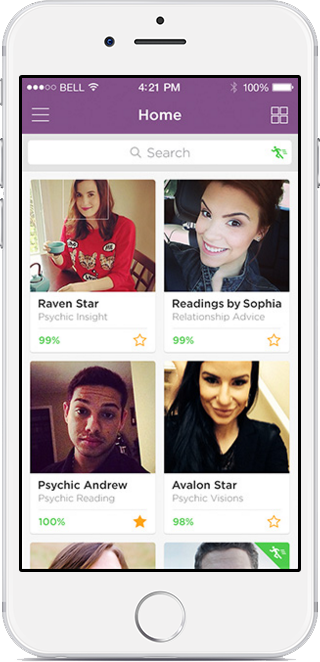 BELL 4:21 PM 100%
Home
Search
Raven Star Readings by Sophia
Psychic Insight Relationship Advice
99% 99%
Psychic Andrew Avalon Star
Psychic Reading Psychic Visions
100% 98%